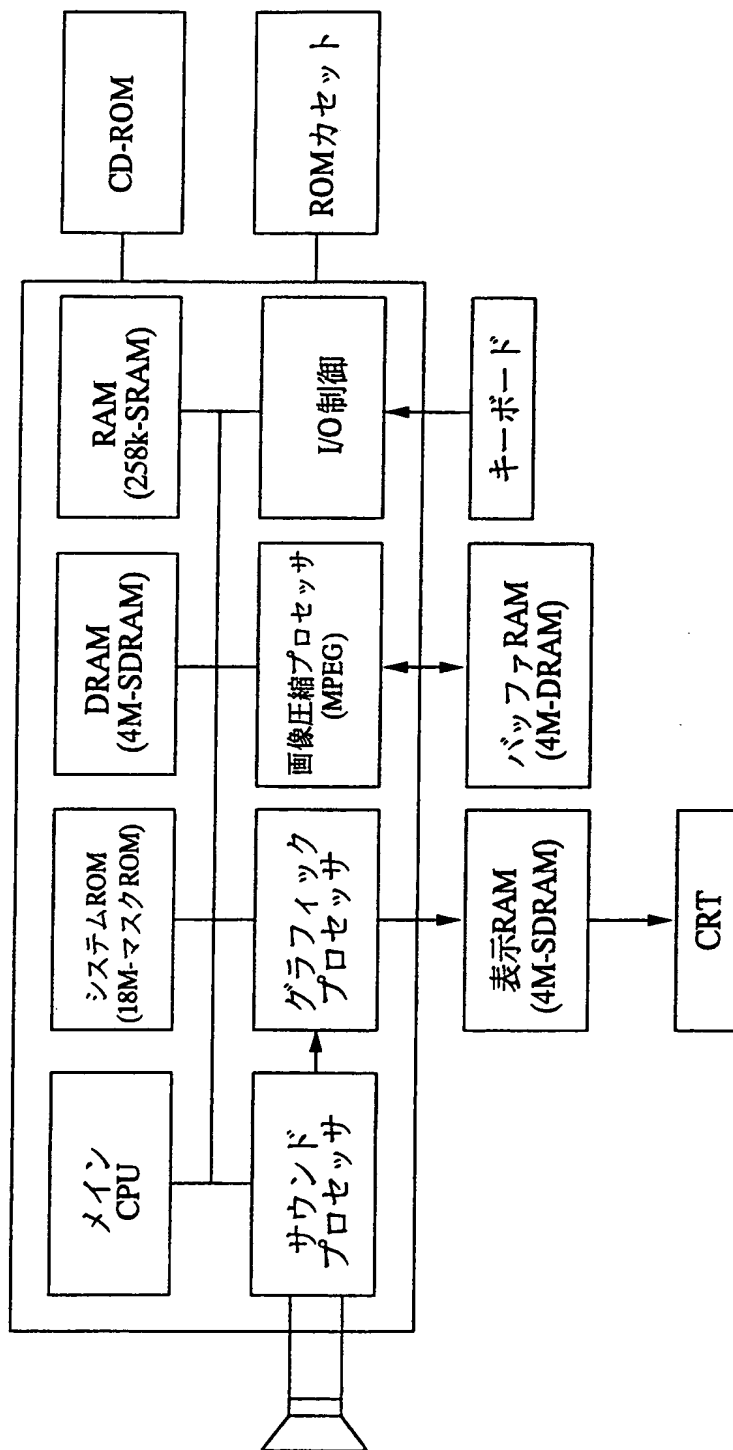 メイン
CPU
システムROM
(18M-マスクROM)
DRAM
(4M-SDRAM)
RAM
(258k-SRAM)
CD-ROM
サウンド
プロセッサ
グラフィック
プロセッサ
画像圧縮プロセッサ
(MPEG)
I/O制御
ROMカセット
表示RAM
(4M-SDRAM)
バッファRAM
(4M-DRAM)
キーボード
CRT